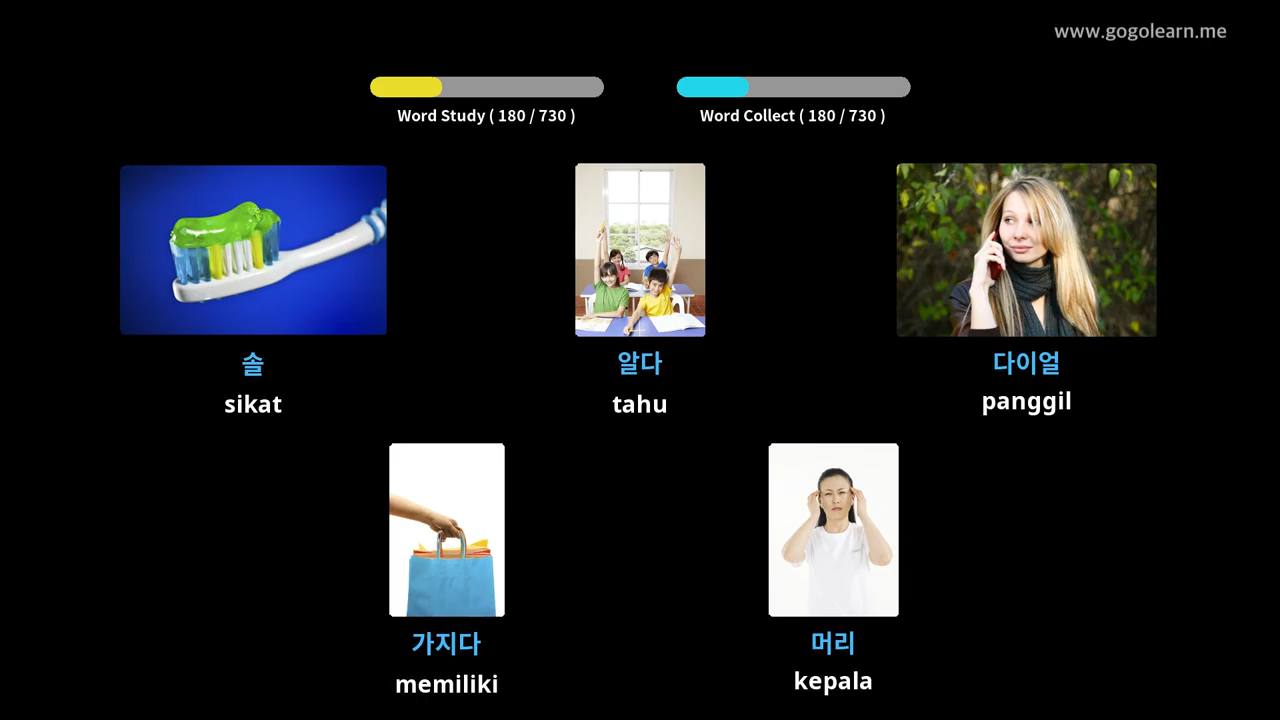 www.gogolearn.me
Word Study ( 180 / 730 )
Word Collect ( 180 / 730 )
솔
sikat
알다
tahu
다이얼
panggil
가지다
memiliki
머리
kepala